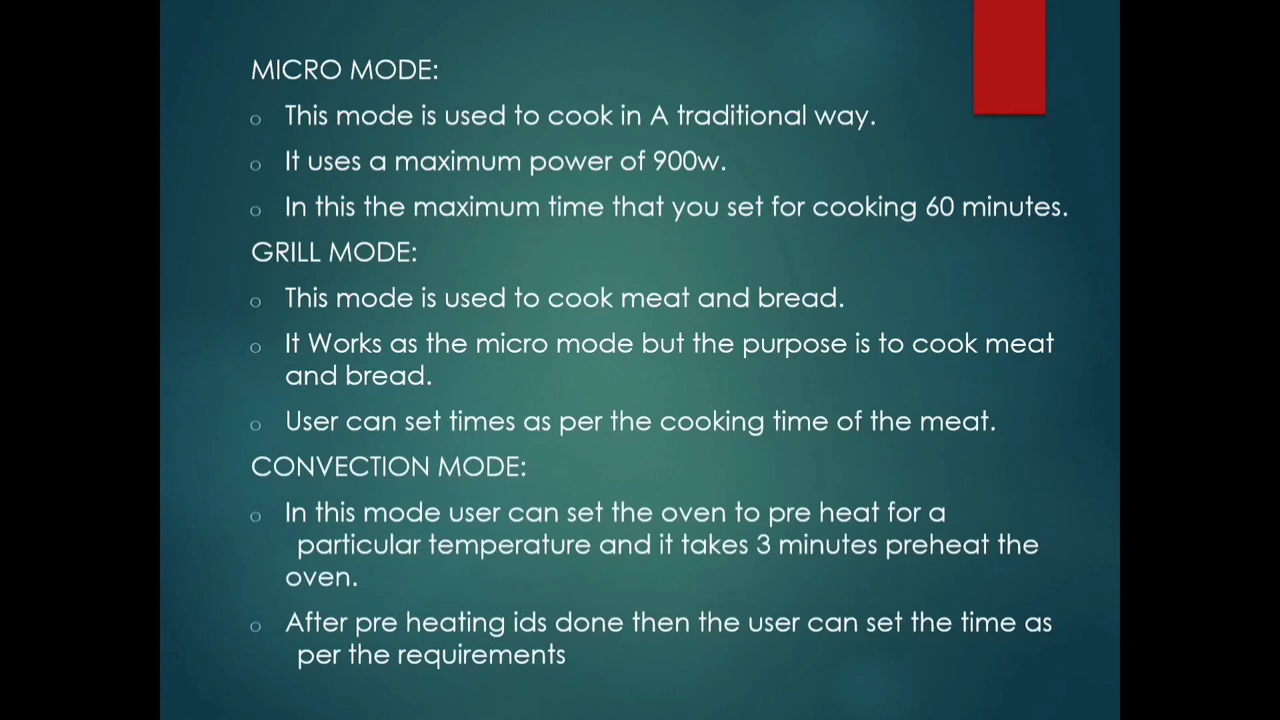 MICRO MODE:
o This mode is used to cook in A traditional way.
o It uses a maximum power of 900w.
o In this the maximum time that you set for cooking 60 minutes.
GRILL MODE:
o This mode is used to cook meat and bread.
o It Works as the micro mode but the purpose is to cook meat
and bread.
o User can set times as per the cooking time of the meat.
CONVECTION MODE:
o In this mode user can set the oven to pre heat for a
particular temperature and it takes 3 minutes preheat the
oven.
o After pre heating ids done then the user can set the time as
per the requirements